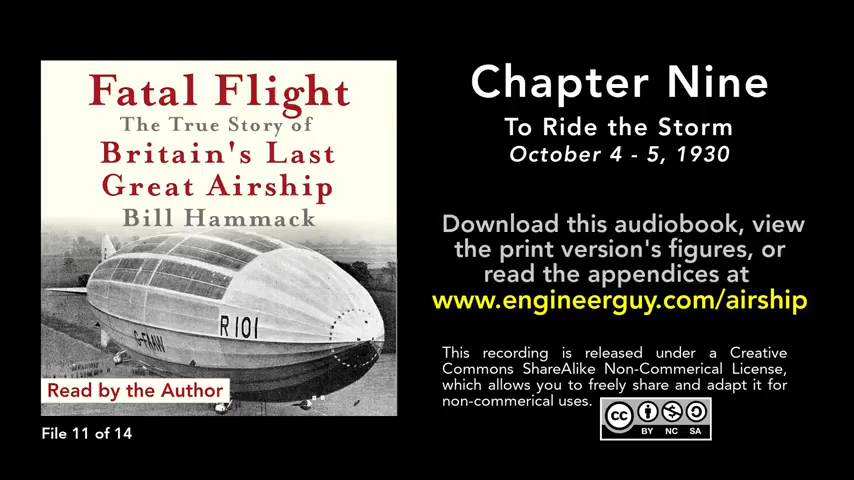 Fatal Flight
The True Story of
Britain's Last
Great Airship
Bill Hammack
R101
G-FAAW
Read by the Author
File 11 of 14
Chapter Nine
To Ride the Storm
October 4 - 5, 1930
Download this audiobook, view
the print version's figures, or
read the appendices at
www.engineerguy.com/airship
This recording is released under a Creative
Commons ShareAlike Non-Commerical License,
which allows you to freely share and adapt it for
non-commerical uses.
cc
BY NC SA